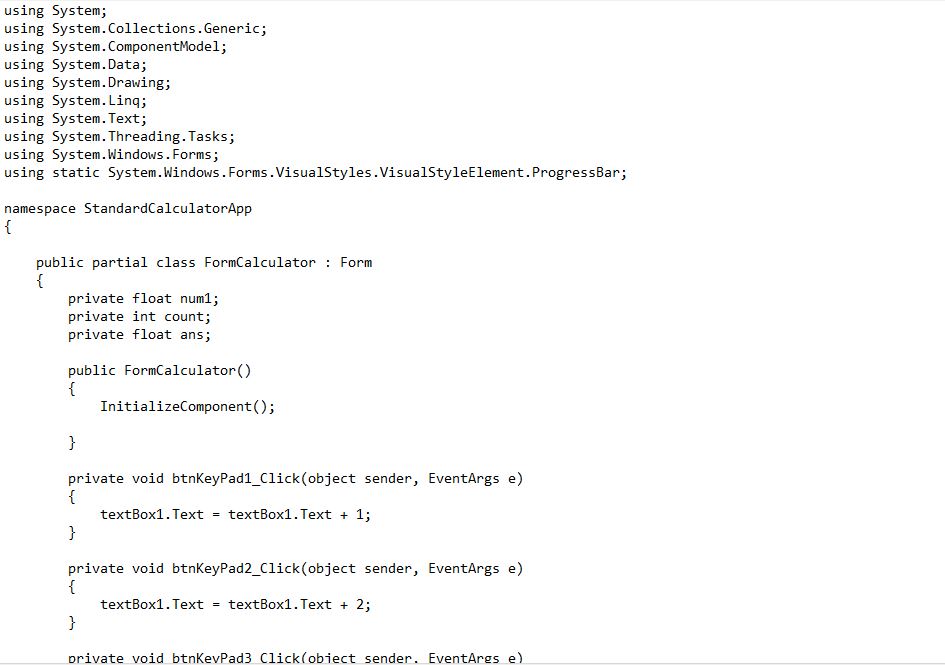 using System;
using System.Collections.Generic;
using System.ComponentModel;
using System.Data;
using System.Drawing;
using System.Linq;
using System.Text;
using System.Threading.Tasks;
using System.Windows.Forms;
using static System.Windows.Forms.VisualStyles.VisualStyleElement.ProgressBar;
namespace StandardCalculatorApp
{
public partial class FormCalculator : Form
{
private float num1;
private int count;
private float ans;
public FormCalculator()
{
InitializeComponent();
}
private void btnKeyPad1_Click(object sender, EventArgs e)
{
textBox1.Text = textBox1.Text + 1;
}
private void btnKeyPad2_Click(object sender, EventArgs e)
{
textBox1.Text = textBox1.Text + 2;
}
private void btnKeyPad3_Click(object sender, EventArgs e)